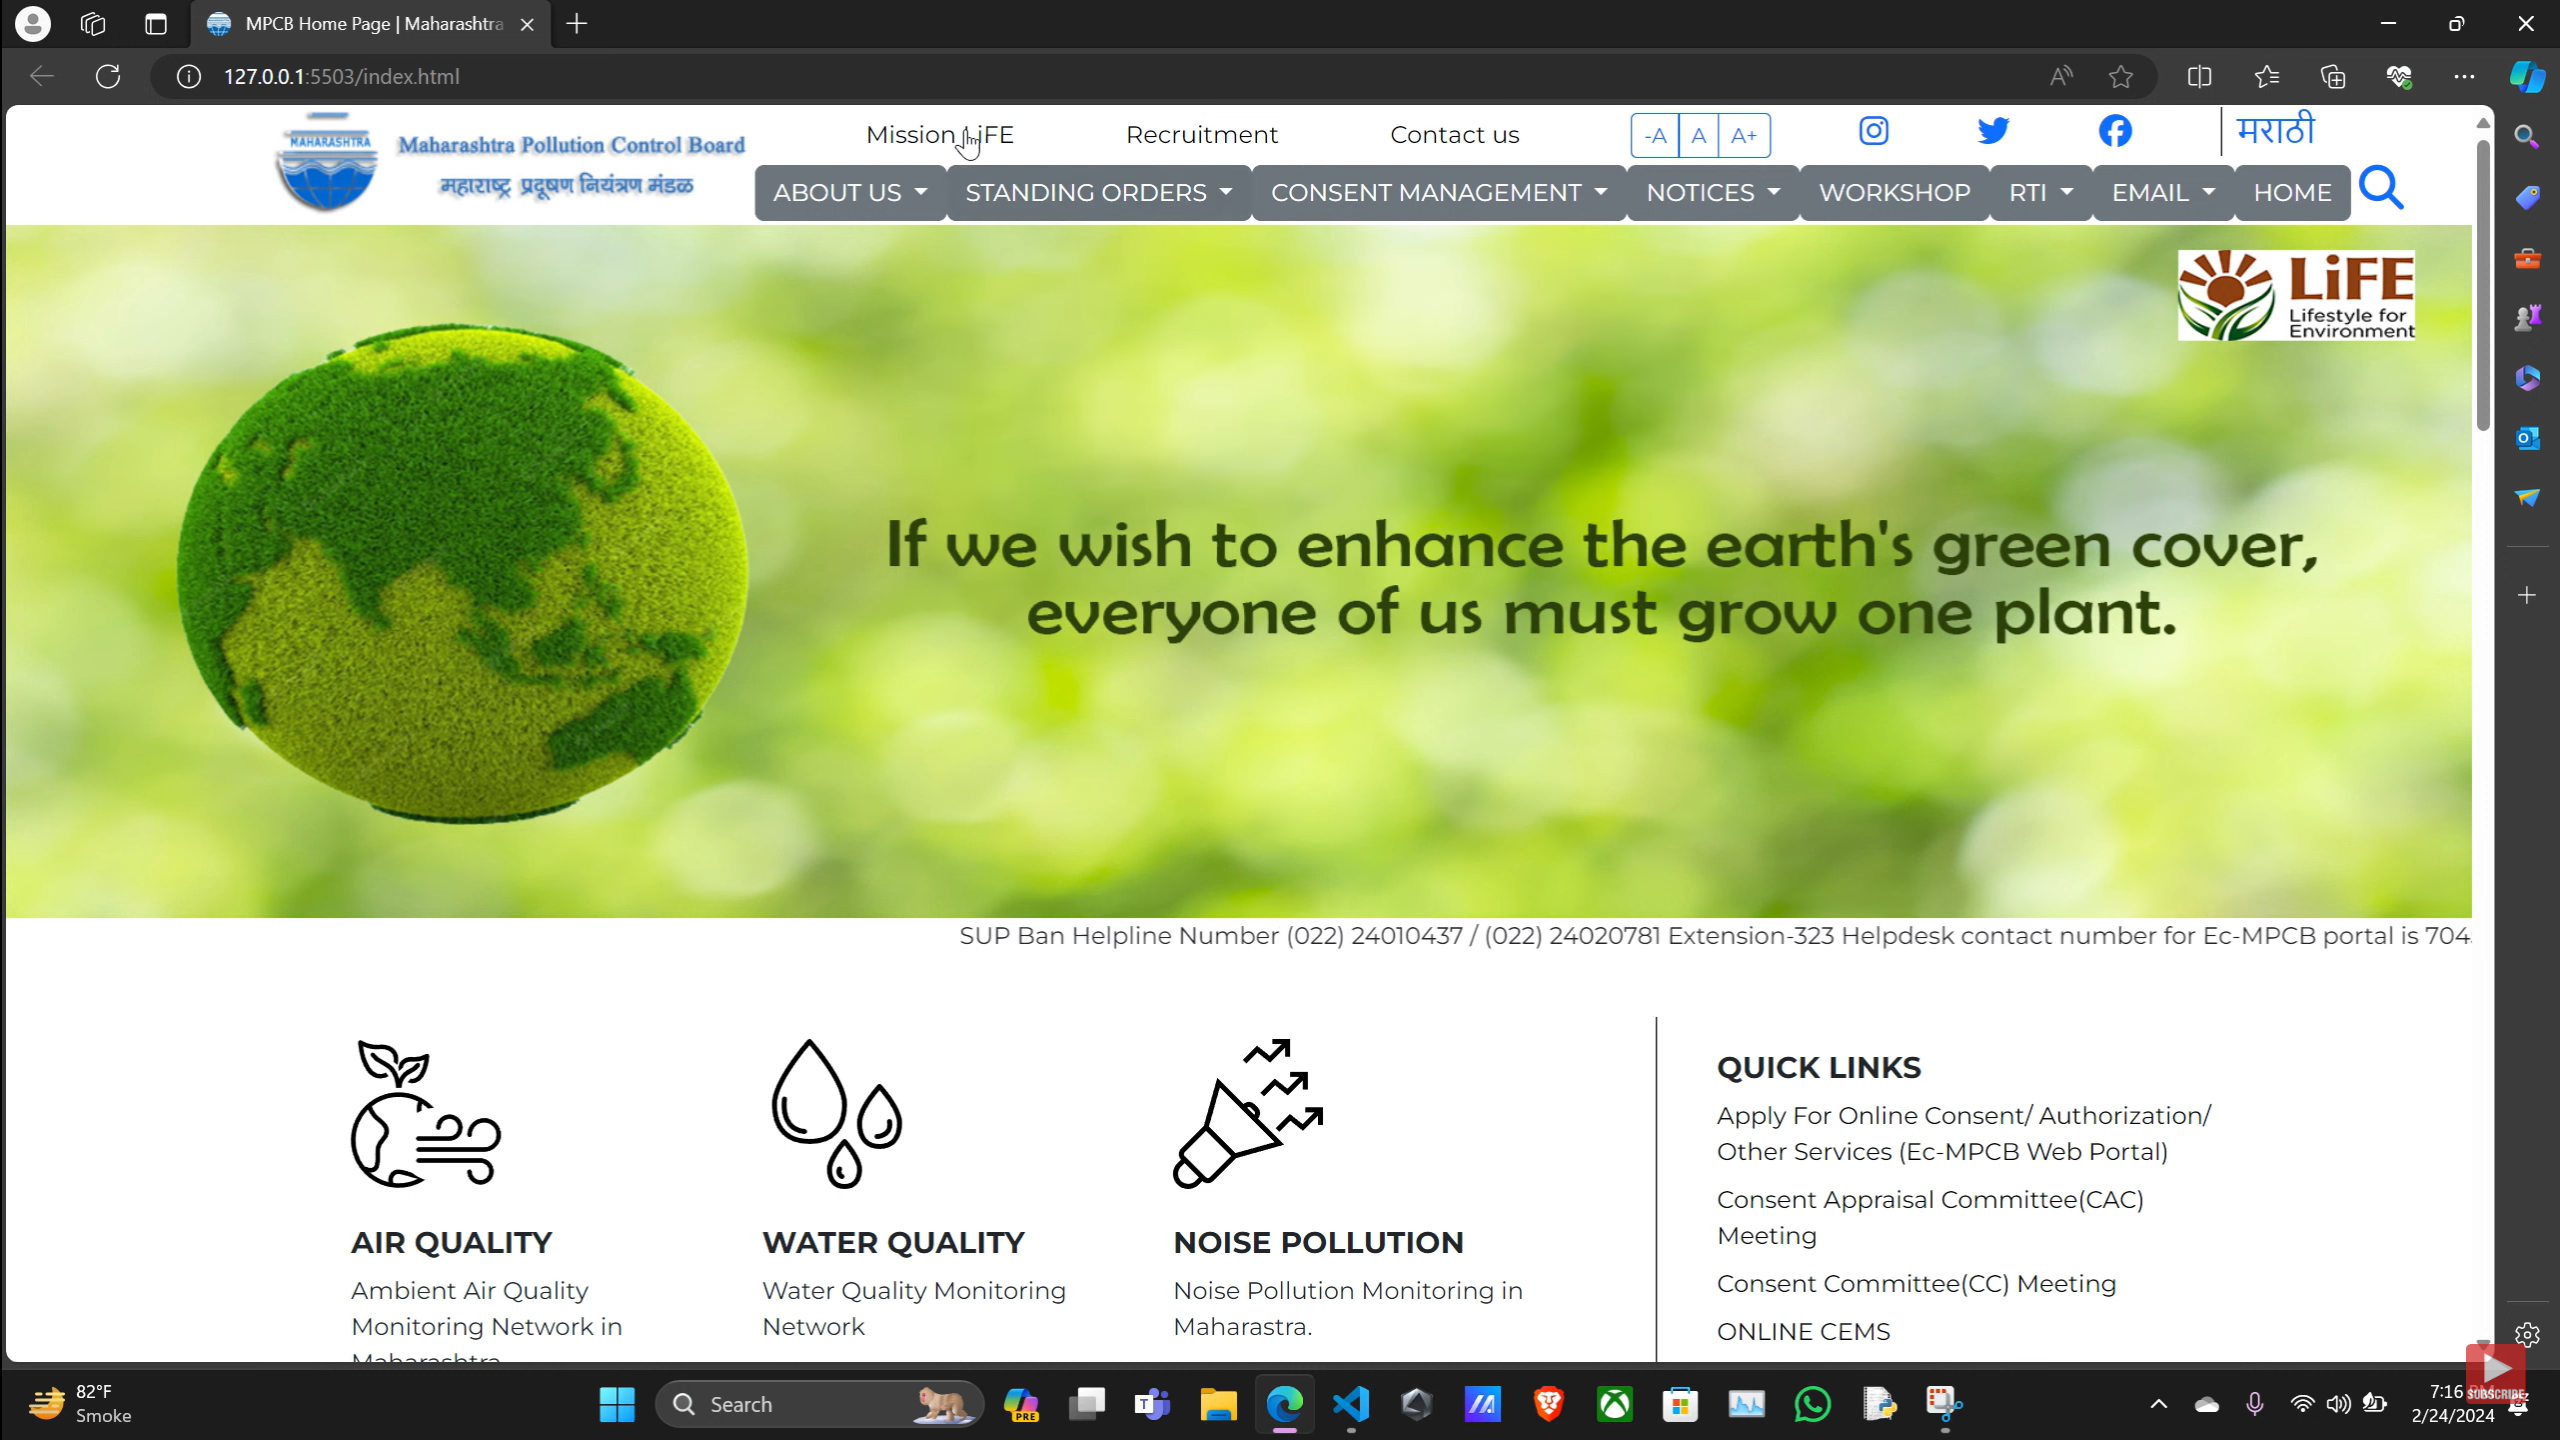 MPCB Home Page | Maharashtra
127.0.0.1:5503/index.html
MAHARASHTRA
Maharashtra Pollution Control Board
महाराष्ट्र प्रदूषण नियंत्रण मंडळ
Mission LiFE Recruitment Contact us -A A A+ मराठी
ABOUT US STANDING ORDERS CONSENT MANAGEMENT NOTICES WORKSHOP RTI EMAIL HOME
LiFE
Lifestyle for
Environment
If we wish to enhance the earth's green cover,
everyone of us must grow one plant.
SUP Ban Helpline Number (022) 24010437 / (022) 24020781 Extension-323 Helpdesk contact number for Ec-MPCB portal is 704
AIR QUALITY
Ambient Air Quality
Monitoring Network in
Maharashtra
WATER QUALITY
Water Quality Monitoring
Network
NOISE POLLUTION
Noise Pollution Monitoring in
Maharastra.
QUICK LINKS
Apply For Online Consent/ Authorization/
Other Services (Ec-MPCB Web Portal)
Consent Appraisal Committee(CAC)
Meeting
Consent Committee(CC) Meeting
ONLINE CEMS
82°F
Smoke
Search
PRE
7:16
SUBSCRIBE
2/24/2024